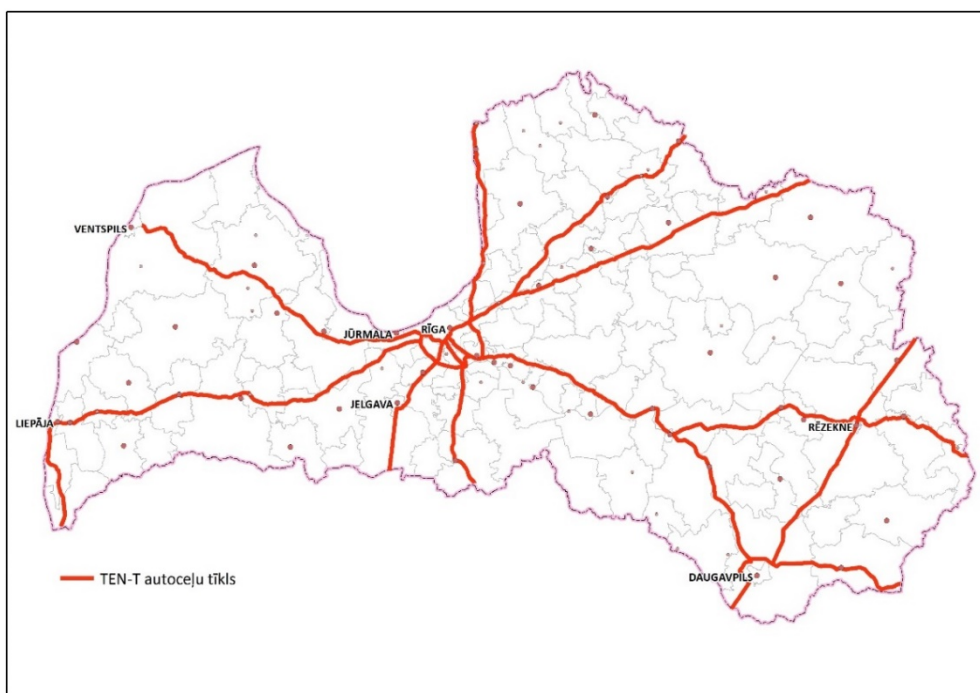 VENTSPILS
JŪRMALA
RĪGA
JELGAVA
LIEPĀJA
RĒZEKNE
DAUGAVPILS
TEN-T autoceļu tīkls